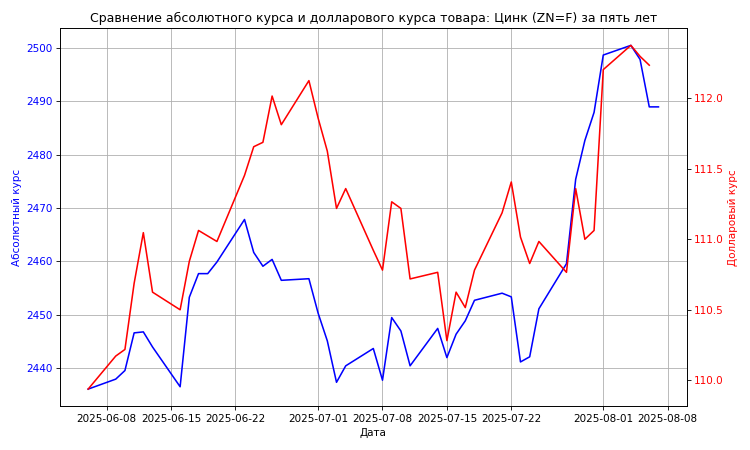 Сравнение абсолютного курса и долларового курса товара: Цинк (ZN=F) за пять лет
Абсолютный курс
2500
2490
2480
2470
2460
2450
2440
112.0
111.5
111.0
110.5
110.0
Долларовый курс
2025-06-08 2025-06-15 2025-06-22 2025-07-01 2025-07-08 2025-07-15 2025-07-22 2025-08-01 2025-08-08
Дата